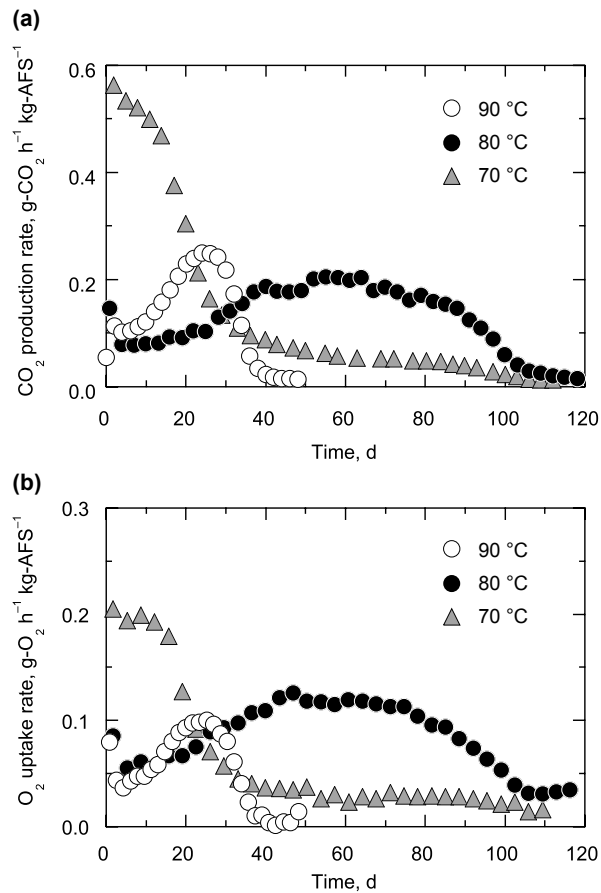 (a)
CO₂ production rate, g-CO₂ h⁻¹ kg-AFS⁻¹
0.6
0.4
0.2
0.0
90 °C
80 °C
70 °C
0 20 40 60 80 100 120
Time, d
(b)
O₂ uptake rate, g-O₂ h⁻¹ kg-AFS⁻¹
0.3
0.2
0.1
0.0
90 °C
80 °C
70 °C
0 20 40 60 80 100 120
Time, d